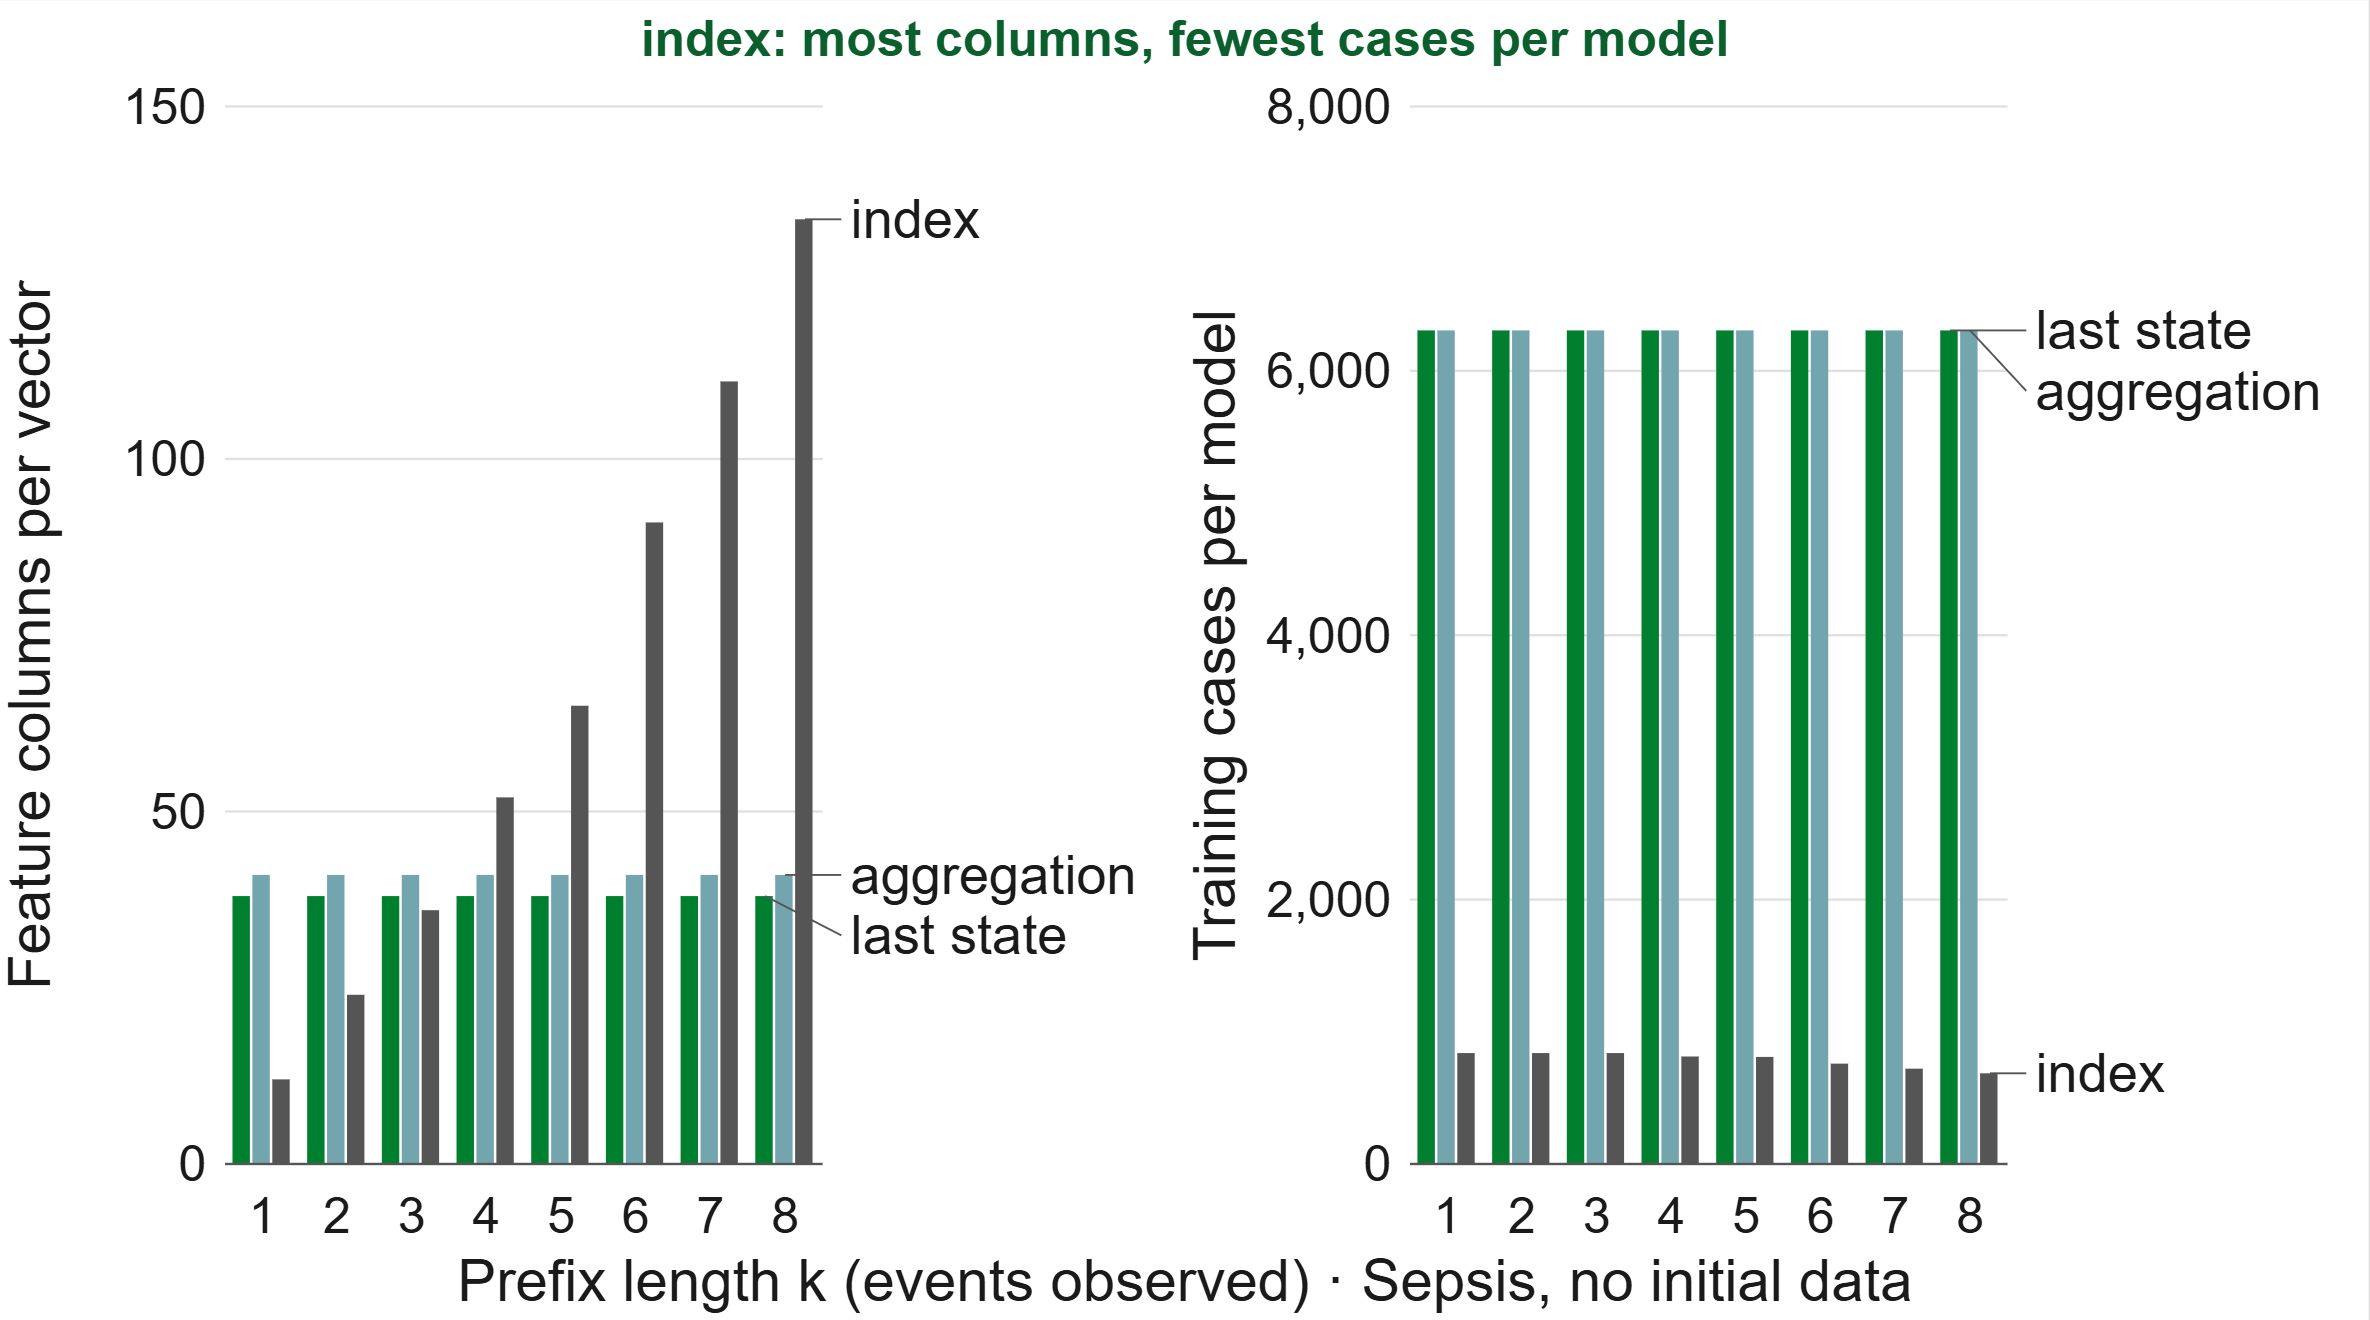 index: most columns, fewest cases per model
Feature columns per vector
150
100
50
0
index
aggregation
last state
1 2 3 4 5 6 7 8
Training cases per model
8,000
6,000
4,000
2,000
0
last state
aggregation
index
1 2 3 4 5 6 7 8
Prefix length k (events observed) · Sepsis, no initial data